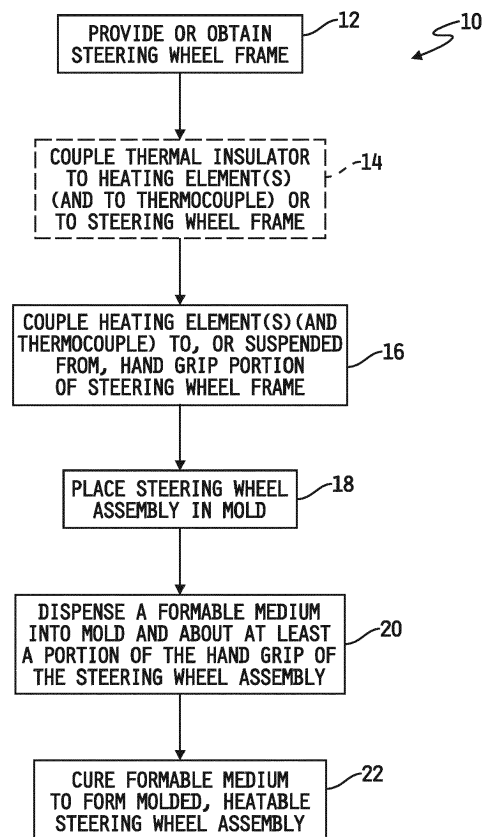 10
PROVIDE OR OBTAIN
STEERING WHEEL FRAME
12
COUPLE THERMAL INSULATOR
TO HEATING ELEMENT(S)
(AND TO THERMOCOUPLE) OR
TO STEERING WHEEL FRAME
14
COUPLE HEATING ELEMENT(S)(AND
THERMOCOUPLE) TO, OR SUSPENDED
FROM, HAND GRIP PORTION
OF STEERING WHEEL FRAME
16
PLACE STEERING WHEEL
ASSEMBLY IN MOLD
18
DISPENSE A FORMABLE MEDIUM
INTO MOLD AND ABOUT AT LEAST
A PORTION OF THE HAND GRIP OF
THE STEERING WHEEL ASSEMBLY
20
CURE FORMABLE MEDIUM
TO FORM MOLDED, HEATABLE
STEERING WHEEL ASSEMBLY
22